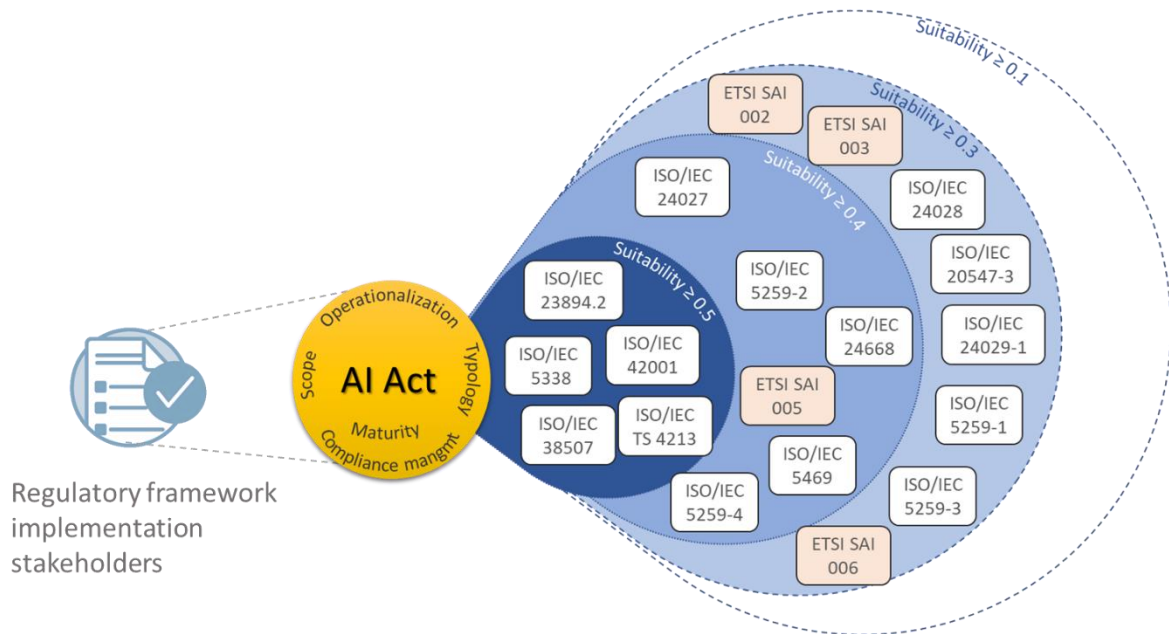 Suitability ≥ 0.1
Suitability ≥ 0.3
Suitability ≥ 0.4
Suitability ≥ 0.5
ETSI SAI
002
ETSI SAI
003
ISO/IEC
24027
ISO/IEC
24028
ISO/IEC
20547-3
ISO/IEC
5259-2
ISO/IEC
23894.2
ISO/IEC
24668
ISO/IEC
24029-1
ISO/IEC
5338
ISO/IEC
42001
ETSI SAI
005
ISO/IEC
5259-1
ISO/IEC
38507
ISO/IEC
TS 4213
ISO/IEC
5469
ISO/IEC
5259-4
ISO/IEC
5259-3
ETSI SAI
006
Operationalization
Scope
Typology
AI Act
Maturity
Compliance mangmt
Regulatory framework
implementation
stakeholders